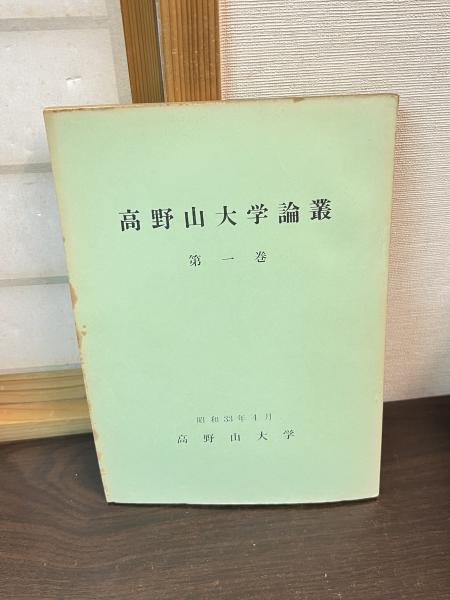 高野山大学論叢
第一巻
昭和33年4月
高野山大学